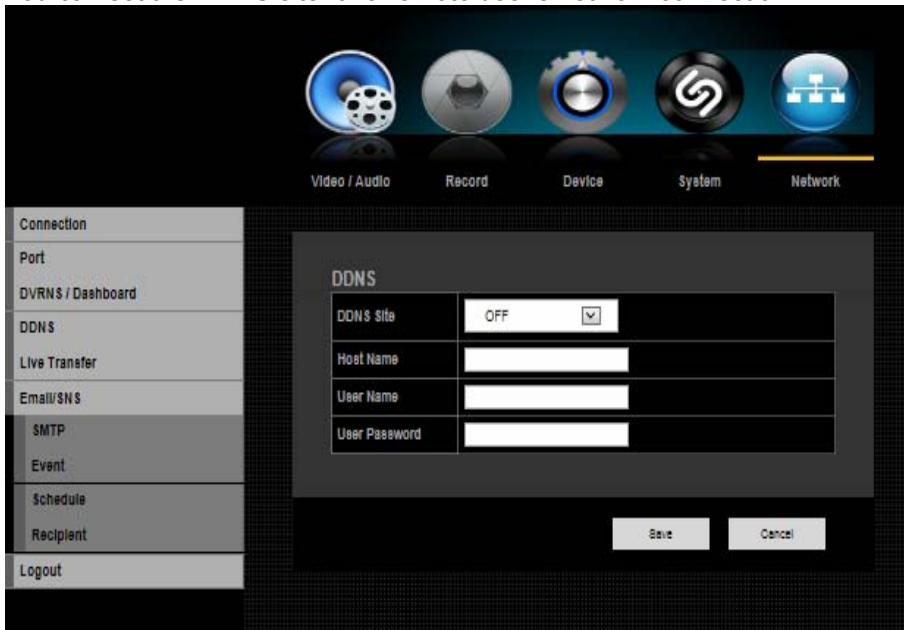 Video / Audio
Record
Device
System
Network
Connection
Port
DVRNS / Dashboard
DDNS
Live Transfer
Email/SNS
SMTP
Event
Schedule
Recipient
Logout
DDNS
DDNS Site
OFF
Host Name
User Name
User Password
Save
Cancel